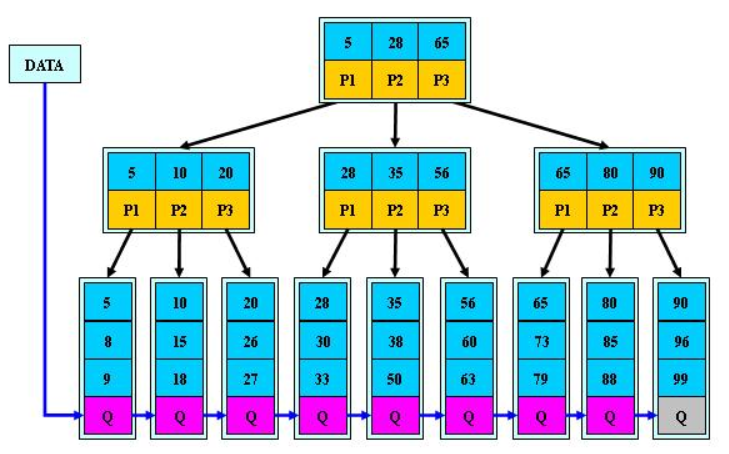 5 28 65
DATA
P1 P2 P3
5 10 20
28 35 56
65 80 90
P1 P2 P3
P1 P2 P3
P1 P2 P3
5 10 20 28 35 56 65 80 90
8 15 26 30 38 60 73 85 96
9 18 27 33 50 63 79 88 99
Q Q Q Q Q Q Q Q Q